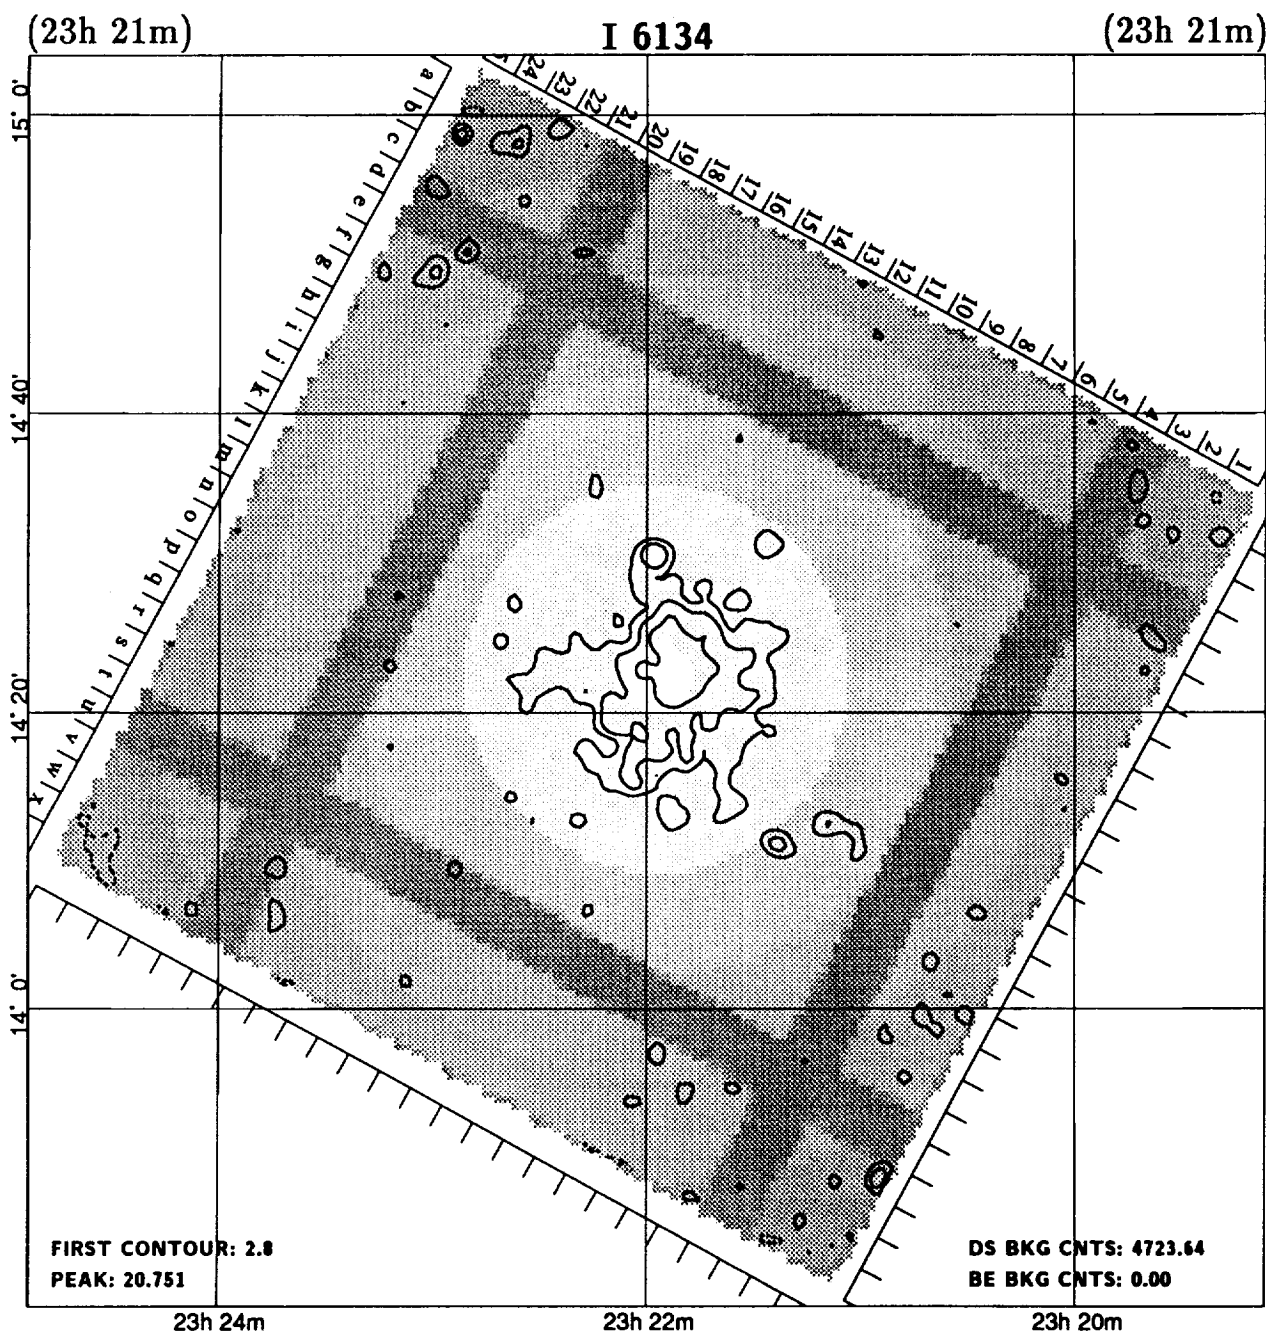 (23h 21m) I 6134 (23h 21m)
24 23 22 21 20 19 18 17 16 15 14 13 12 11 10 9 8 7 6 5 4 3 2 1
a b c d e f g h i j k l m n o p q r s t u v w x
15° 0'
14° 40'
14° 20'
14° 0'
FIRST CONTOUR: 2.8
PEAK: 20.751
DS BKG CNTS: 4723.64
BE BKG CNTS: 0.00
23h 24m 23h 22m 23h 20m